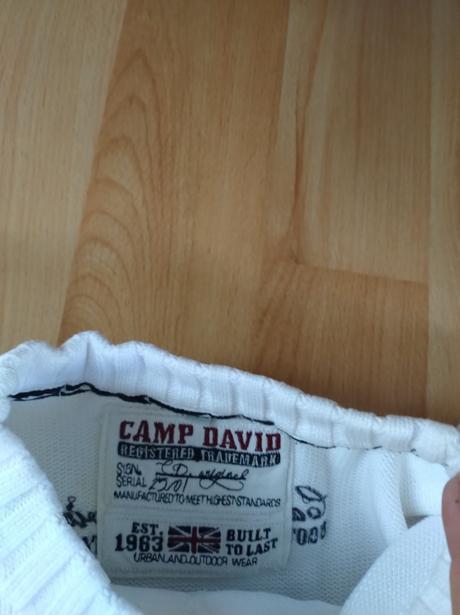 CAMP DAVID
REGISTERED TRADEMARK
SIGN.
SERIAL
MANUFACTURED TO MEET HIGHEST STANDARDS
EST. 1963 BUILT TO LAST
URBAN AND OUTDOOR WEAR